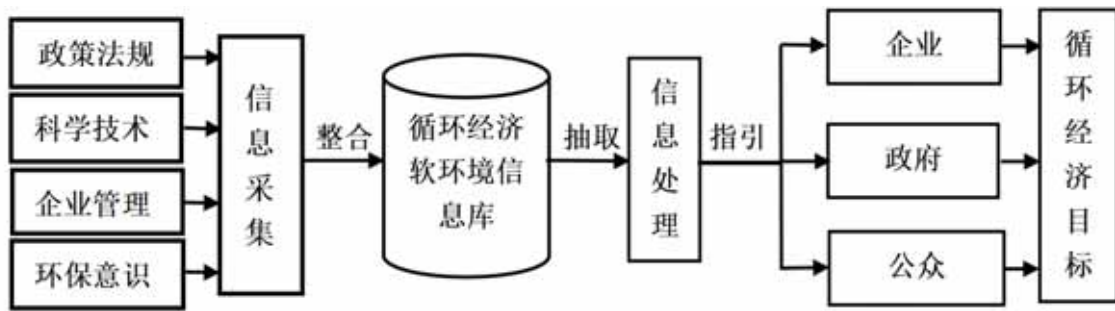 政策法规
科学技术
企业管理
环保意识
信息采集
整合
循环经济
软环境信
息库
抽取
信息处理
指引
企业
政府
公众
循环经济目标